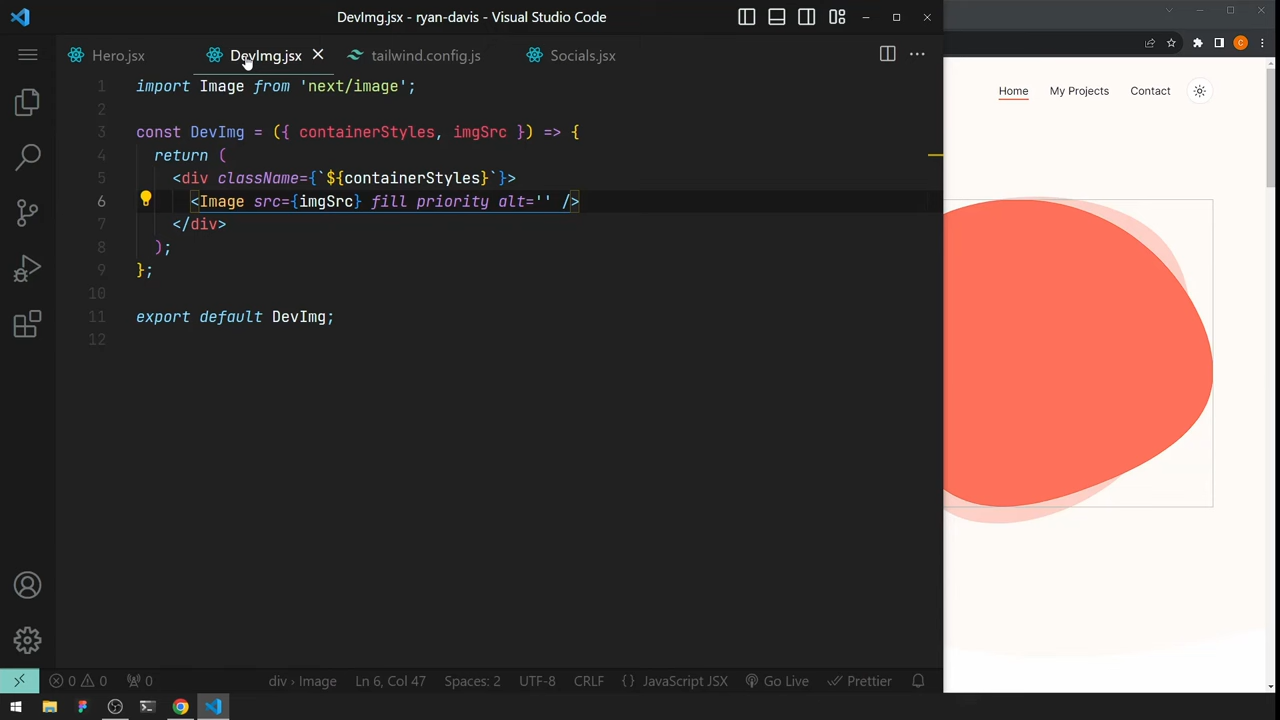 DevImg.jsx - ryan-davis - Visual Studio Code
Hero.jsx DevImg.jsx tailwind.config.js Socials.jsx
1 import Image from 'next/image';
2
3 const DevImg = ({ containerStyles, imgSrc }) => {
4 return (
5 <div className={`${containerStyles}`}>
6 <Image src={imgSrc} fill priority alt='' />
7 </div>
8 );
9 };
10
11 export default DevImg;
12
Home My Projects Contact
C
0 0 0 div › Image Ln 6, Col 47 Spaces: 2 UTF-8 CRLF {} JavaScript JSX Go Live Prettier